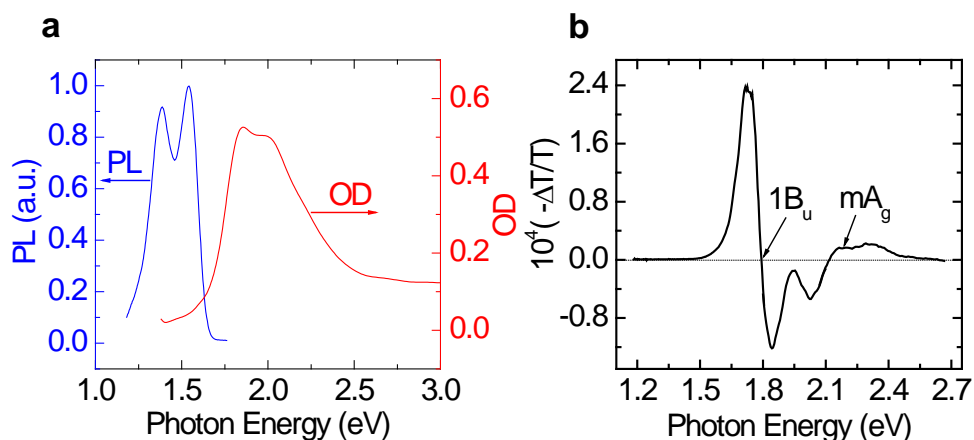 a
PL (a.u.)
1.0
0.8
0.6
0.4
0.2
0.0
PL
OD
0.6
0.4
0.2
0.0
OD
1.0 1.5 2.0 2.5 3.0
Photon Energy (eV)
b
10⁴( -ΔT/T)
2.4
1.6
0.8
0.0
-0.8
1Bᵤ
mA_g
1.2 1.5 1.8 2.1 2.4 2.7
Photon Energy (eV)